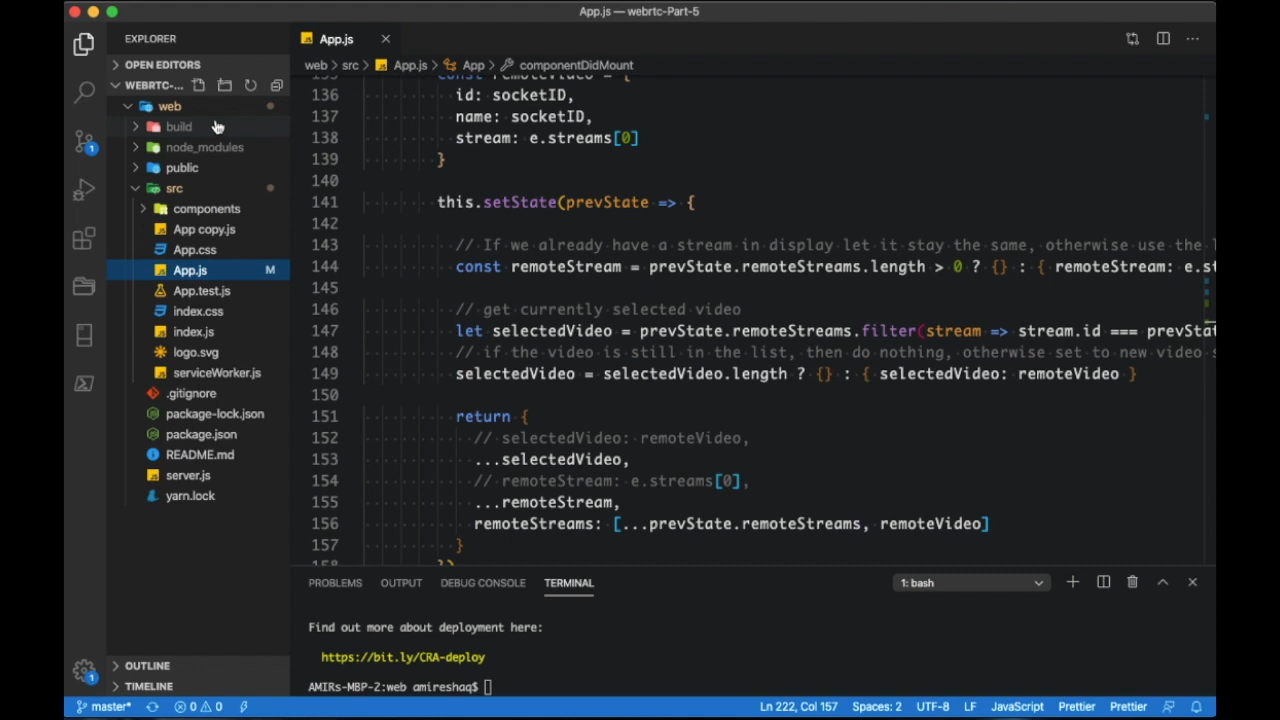 App.js — webrtc-Part-5
EXPLORER
OPEN EDITORS
WEBRTC-...
web
build
node_modules
public
src
components
App copy.js
App.css
App.js M
App.test.js
index.css
index.js
logo.svg
serviceWorker.js
.gitignore
package-lock.json
package.json
README.md
server.js
yarn.lock
OUTLINE
TIMELINE
App.js
web > src > App.js > App > componentDidMount
136 id: socketID,
137 name: socketID,
138 stream: e.streams[0]
139 }
140
141 this.setState(prevState => {
142
143 // If we already have a stream in display let it stay the same, otherwise use the l
144 const remoteStream = prevState.remoteStreams.length > 0 ? {} : { remoteStream: e.st
145
146 // get currently selected video
147 let selectedVideo = prevState.remoteStreams.filter(stream => stream.id === prevStat
148 // if the video is still in the list, then do nothing, otherwise set to new video s
149 selectedVideo = selectedVideo.length ? {} : { selectedVideo: remoteVideo }
150
151 return {
152 // selectedVideo: remoteVideo,
153 ...selectedVideo,
154 // remoteStream: e.streams[0],
155 ...remoteStream,
156 remoteStreams: [...prevState.remoteStreams, remoteVideo]
157 }
PROBLEMS OUTPUT DEBUG CONSOLE TERMINAL 1: bash
Find out more about deployment here:
https://bit.ly/CRA-deploy
AMIRs-MBP-2:web amireshaq$
1
1
master* 0 0 Ln 222, Col 157 Spaces: 2 UTF-8 LF JavaScript Prettier Prettier